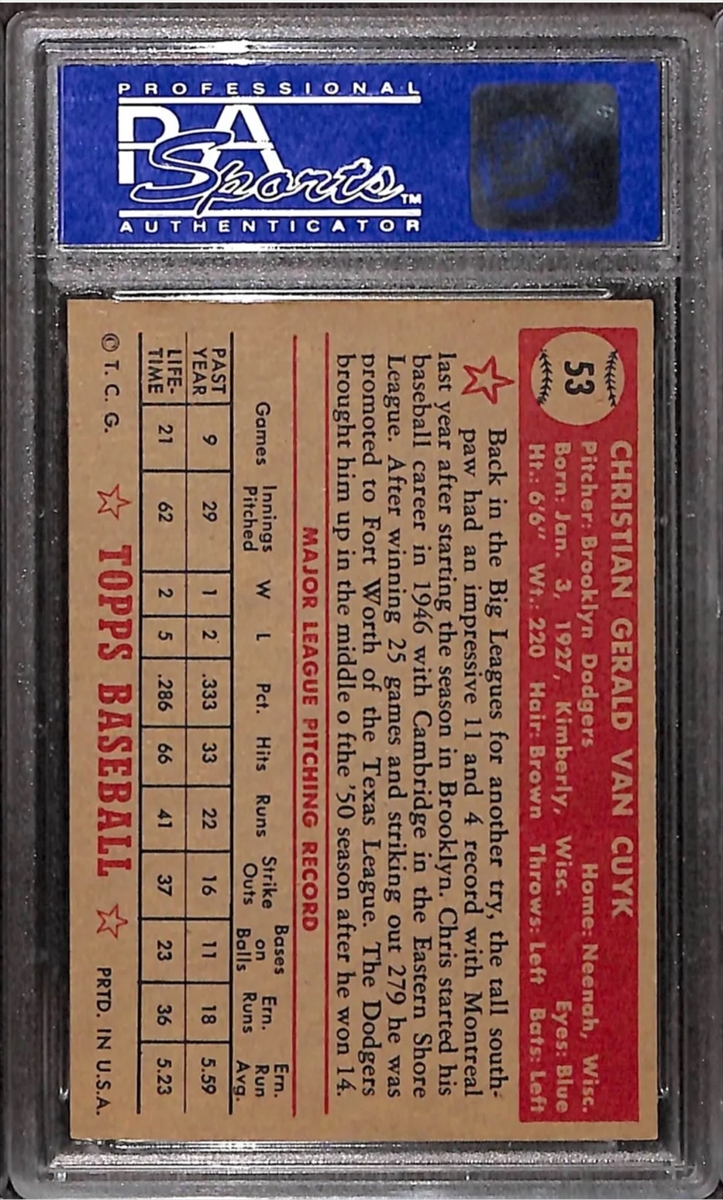 PROFESSIONAL
PSA
Sports™
AUTHENTICATOR
53
CHRISTIAN GERALD VAN CUYK
Pitcher: Brooklyn Dodgers Home: Neenah, Wisc.
Born: Jan. 3, 1927, Kimberly, Wisc. Eyes: Blue
Ht.: 6'6" Wt.: 220 Hair: Brown Throws: Left Bats: Left
Back in the Big Leagues for another try, the tall south-
paw had an impressive 11 and 4 record with Montreal
last year after starting the season in Brooklyn. Chris started his
baseball career in 1946 with Cambridge in the Eastern Shore
League. After winning 25 games and striking out 279 he was
promoted to Fort Worth of the Texas League. The Dodgers
brought him up in the middle o fthe '50 season after he won 14.
MAJOR LEAGUE PITCHING RECORD
Games Innings Pitched W L Pct. Hits Runs Strike Outs Bases on Balls Ern. Runs Ern. Run Avg.
PAST YEAR 9 29 1 2 .333 33 22 16 11 18 5.59
LIFE-TIME 21 62 2 5 .286 66 41 37 23 36 5.23
© T. C. G. TOPPS BASEBALL PRTD. IN U.S.A.